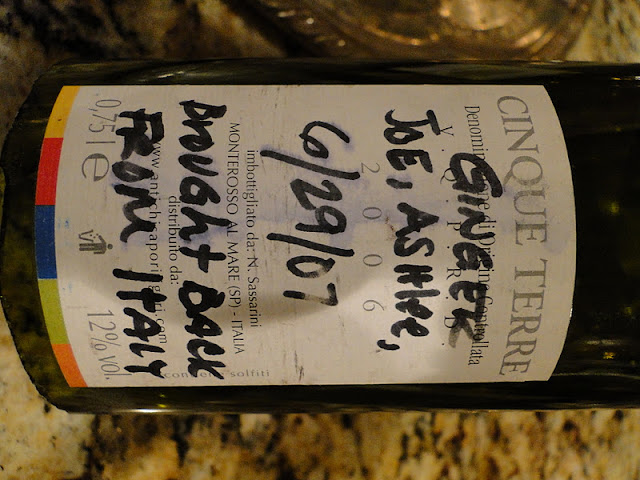 CINQUE TERRE
Denominazione di Origine Controllata
V.Q.P.R.D.
GINGER
JOE, ASHlee,
2006
6/29/07
imbottigliato da: N. Sassarini
MONTEROSSO AL MARE (SP) - ITALIA
BROUGHt BACK
distribuito da:
www.antichisaporiliguri.com
FROM ITALY
contiene solfiti
0,75 l e
12% vol.